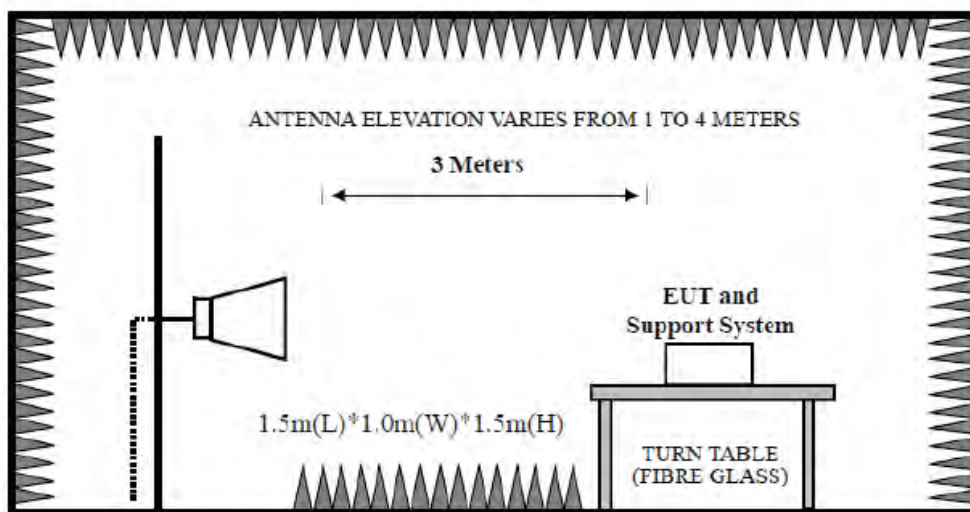 ANTENNA ELEVATION VARIES FROM 1 TO 4 METERS
3 Meters
EUT and
Support System
1.5m(L)*1.0m(W)*1.5m(H)
TURN TABLE
(FIBRE GLASS)